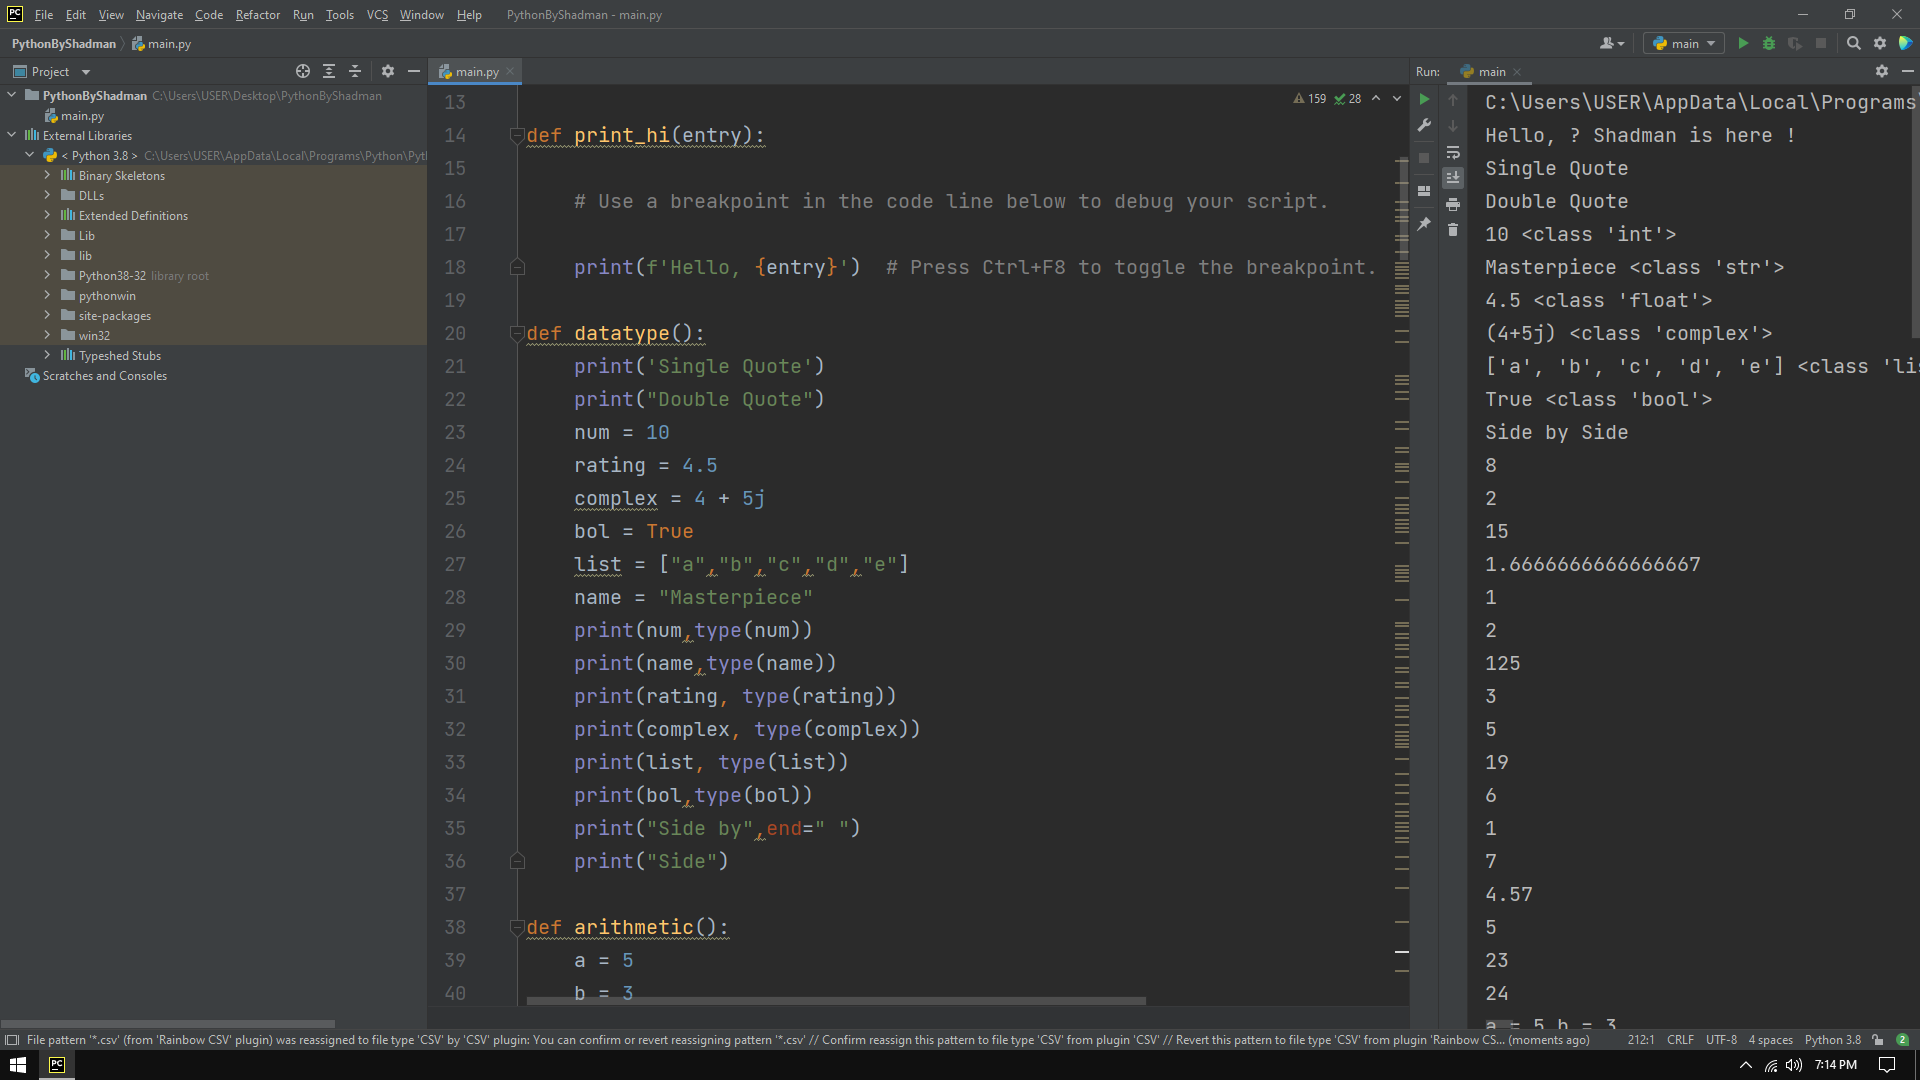 PC File Edit View Navigate Code Refactor Run Tools VCS Window Help PythonByShadman - main.py
PythonByShadman main.py
main
Project
PythonByShadman C:\Users\USER\Desktop\PythonByShadman
main.py
External Libraries
< Python 3.8 > C:\Users\USER\AppData\Local\Programs\Python\Pyt
Binary Skeletons
DLLs
Extended Definitions
Lib
lib
Python38-32 library root
pythonwin
site-packages
win32
Typeshed Stubs
Scratches and Consoles
main.py
159 28
13
14 def print_hi(entry):
15
16 # Use a breakpoint in the code line below to debug your script.
17
18 print(f'Hello, {entry}') # Press Ctrl+F8 to toggle the breakpoint.
19
20 def datatype():
21 print('Single Quote')
22 print("Double Quote")
23 num = 10
24 rating = 4.5
25 complex = 4 + 5j
26 bol = True
27 list = ["a","b","c","d","e"]
28 name = "Masterpiece"
29 print(num,type(num))
30 print(name,type(name))
31 print(rating, type(rating))
32 print(complex, type(complex))
33 print(list, type(list))
34 print(bol,type(bol))
35 print("Side by",end=" ")
36 print("Side")
37
38 def arithmetic():
39 a = 5
40 b = 3
Run: main
C:\Users\USER\AppData\Local\Programs
Hello, ? Shadman is here !
Single Quote
Double Quote
10 <class 'int'>
Masterpiece <class 'str'>
4.5 <class 'float'>
(4+5j) <class 'complex'>
['a', 'b', 'c', 'd', 'e'] <class 'lis
True <class 'bool'>
Side by Side
8
2
15
1.6666666666666667
1
2
125
3
5
19
6
1
7
4.57
5
23
24
a = 5 b = 3
File pattern '*.csv' (from 'Rainbow CSV' plugin) was reassigned to file type 'CSV' by 'CSV' plugin: You can confirm or revert reassigning pattern '*.csv' // Confirm reassign this pattern to file type 'CSV' from plugin 'CSV' // Revert this pattern to file type 'CSV' from plugin 'Rainbow CS... (moments ago) 212:1 CRLF UTF-8 4 spaces Python 3.8 2
PC 7:14 PM